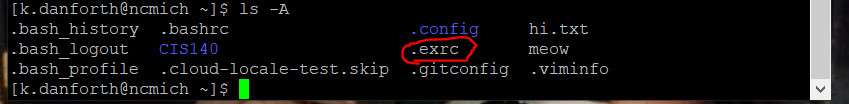 [k.danforth@ncmich ~]$ ls -A
.bash_history .bashrc .config hi.txt
.bash_logout CIS140 .exrc meow
.bash_profile .cloud-locale-test.skip .gitconfig .viminfo
[k.danforth@ncmich ~]$